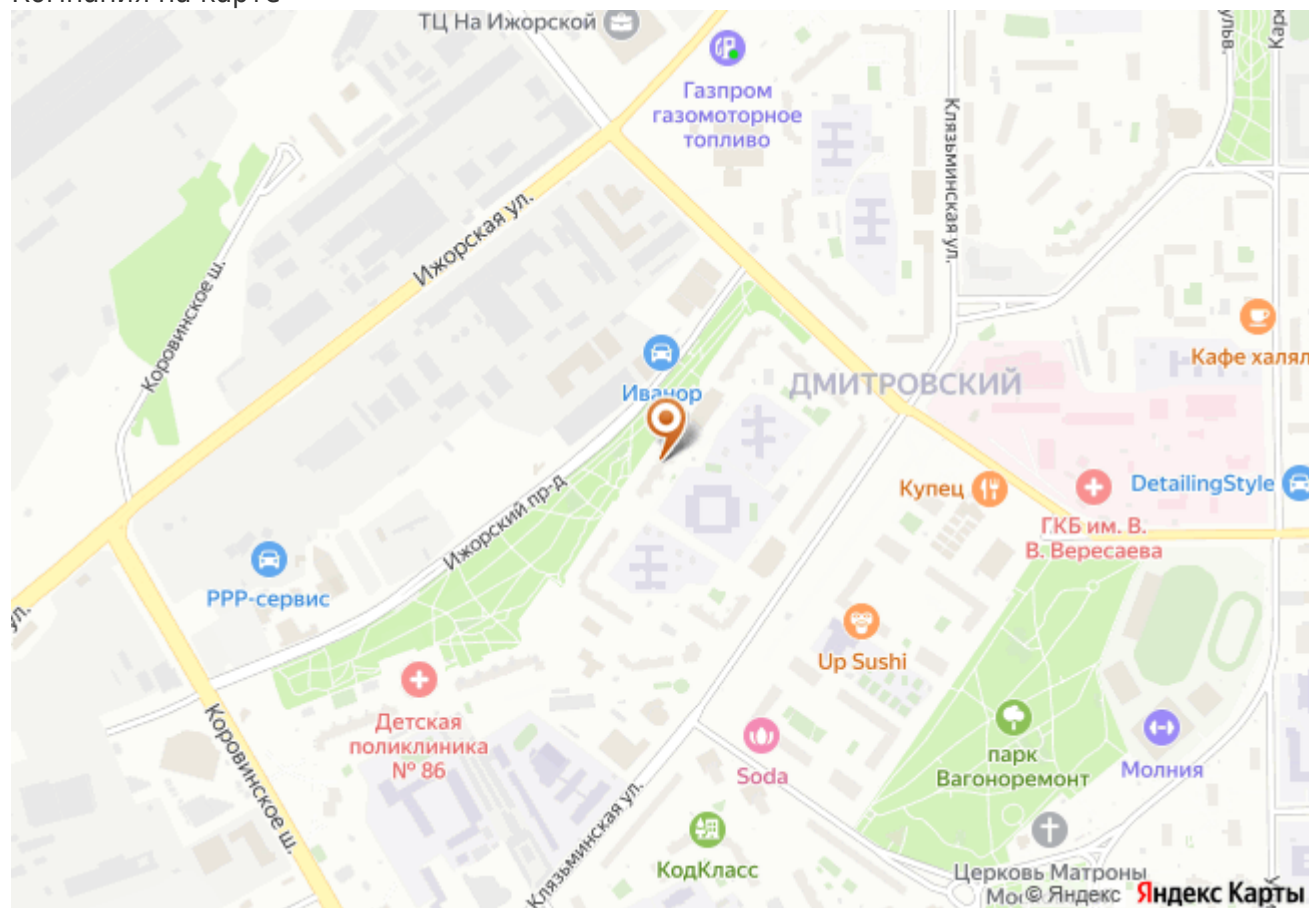 ТЦ На Ижорской
Газпром
газомоторное
топливо
Клязьминская ул.
Ижорская ул.
Коровинское ш.
Кафе халял
Иванор
ДМИТРОВСКИЙ
Купец
DetailingStyle
ГКБ им. В.
В. Вересаева
Ижорский пр-д
РРР-сервис
ул.
Up Sushi
Детская
поликлиника
№ 86
Коровинское ш.
Soda
парк
Вагоноремонт
Молния
Клязьминская ул.
КодКласс
Церковь Матроны
© Яндекс Яндекс Карты